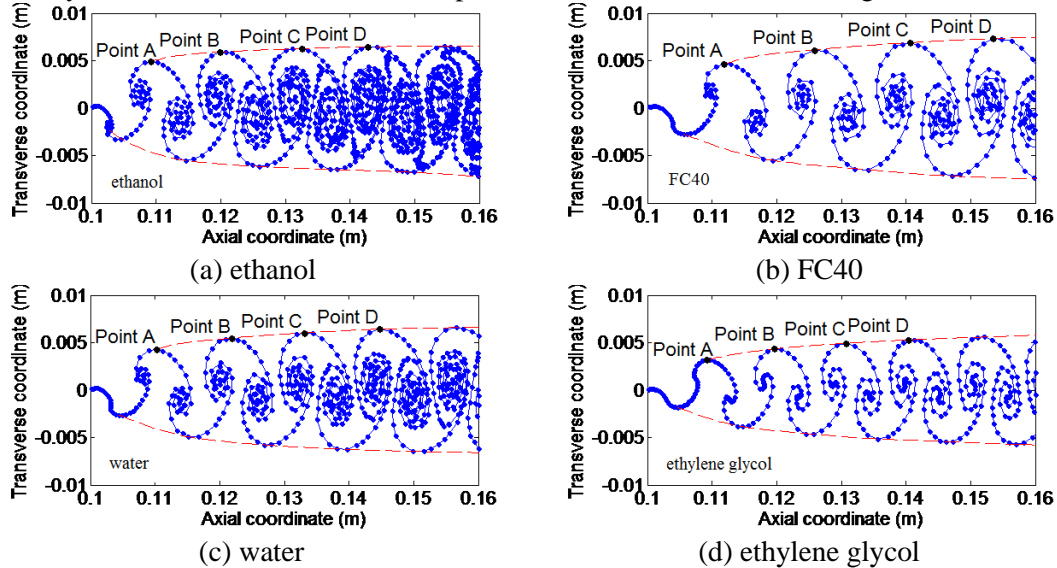 0.01
0.005
0
-0.005
-0.01
Transverse coordinate (m)
Point A
Point B
Point C
Point D
ethanol
0.1 0.11 0.12 0.13 0.14 0.15 0.16
Axial coordinate (m)
(a) ethanol
0.01
0.005
0
-0.005
-0.01
Transverse coordinate (m)
Point A
Point B
Point C
Point D
FC40
0.1 0.11 0.12 0.13 0.14 0.15 0.16
Axial coordinate (m)
(b) FC40
0.01
0.005
0
-0.005
-0.01
Transverse coordinate (m)
Point A
Point B
Point C
Point D
water
0.1 0.11 0.12 0.13 0.14 0.15 0.16
Axial coordinate (m)
(c) water
0.01
0.005
0
-0.005
-0.01
Transverse coordinate (m)
Point A
Point B
Point C
Point D
ethylene glycol
0.1 0.11 0.12 0.13 0.14 0.15 0.16
Axial coordinate (m)
(d) ethylene glycol